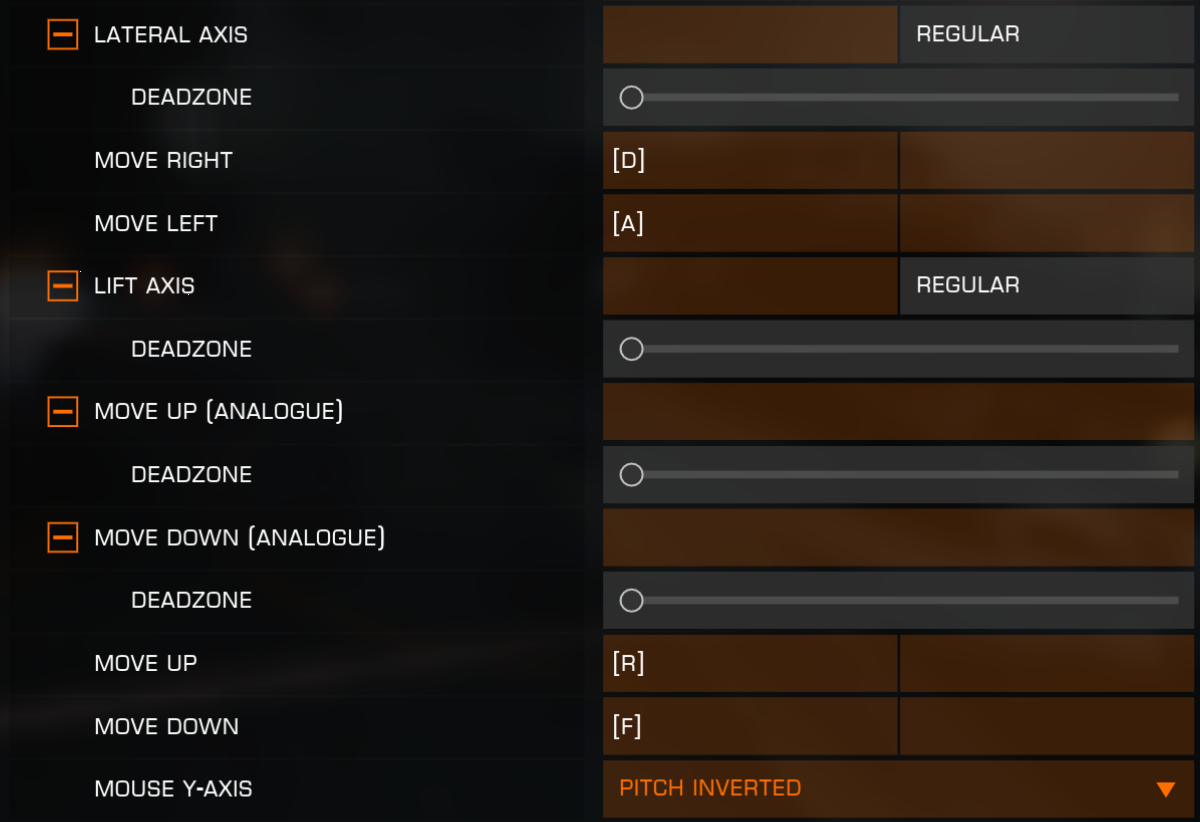 LATERAL AXIS REGULAR
DEADZONE
MOVE RIGHT [D]
MOVE LEFT [A]
LIFT AXIS REGULAR
DEADZONE
MOVE UP (ANALOGUE)
DEADZONE
MOVE DOWN (ANALOGUE)
DEADZONE
MOVE UP [R]
MOVE DOWN [F]
MOUSE Y-AXIS PITCH INVERTED